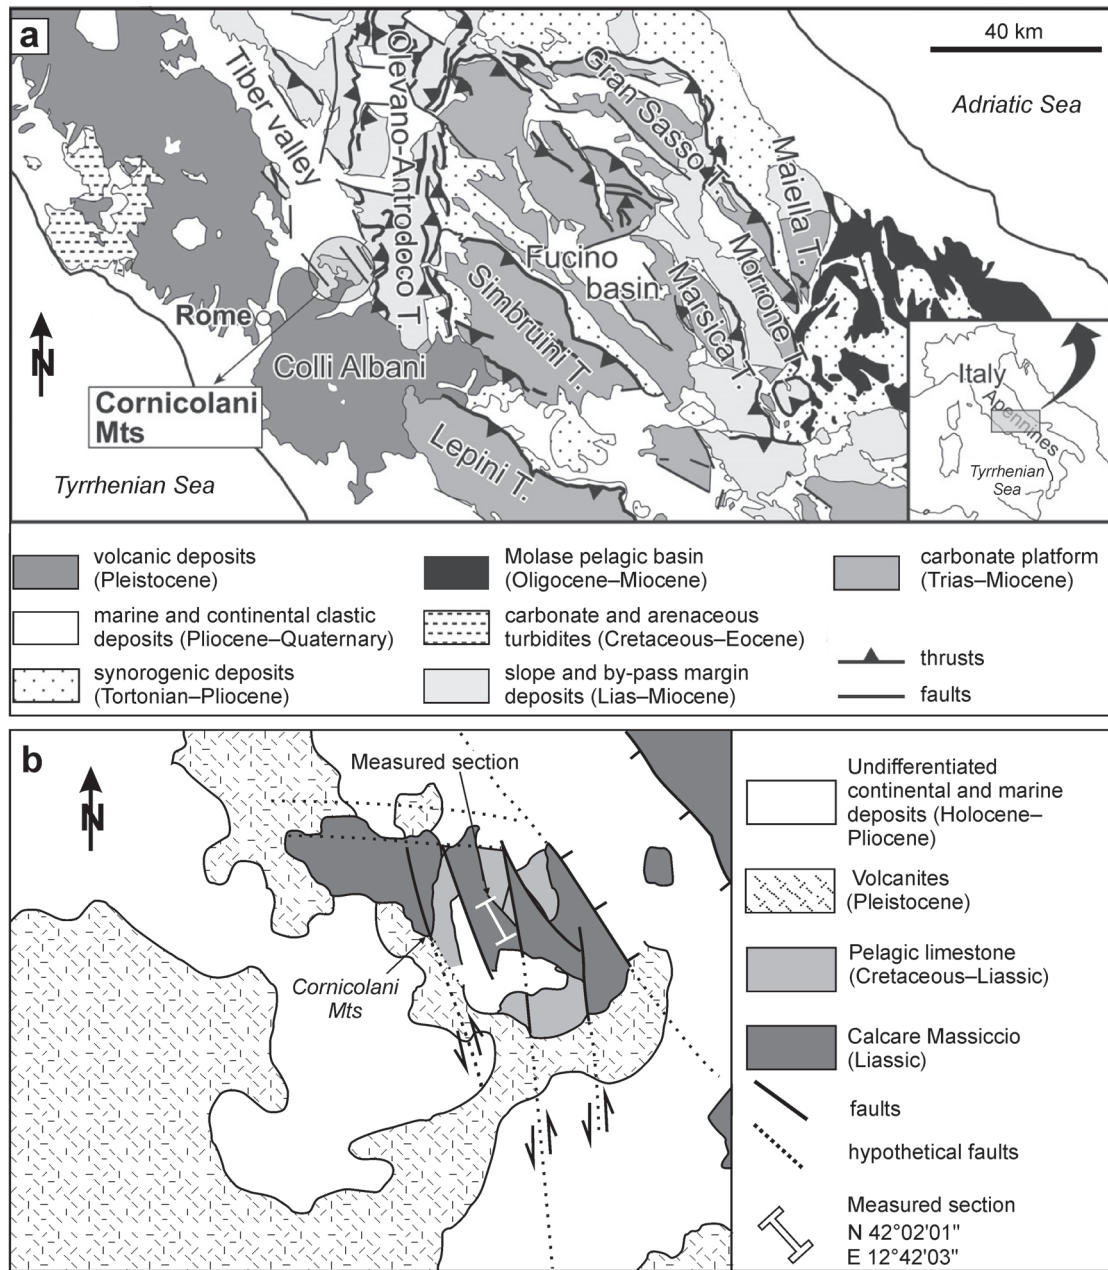 a
40 km
Adriatic Sea
Tiber valley
Olevano-Antrodoco T.
Gran Sasso T.
Maiella T.
Fucino
basin
Simbruini T.
Marsica T.
Morrone T.
Rome
N
Colli Albani
Cornicolani
Mts
Lepini T.
Tyrrhenian Sea
Italy
Apennines
Tyrrhenian
Sea
volcanic deposits
(Pleistocene)
Molase pelagic basin
(Oligocene–Miocene)
carbonate platform
(Trias–Miocene)
marine and continental clastic
deposits (Pliocene–Quaternary)
carbonate and arenaceous
turbidites (Cretaceous–Eocene)
synorogenic deposits
(Tortonian–Pliocene)
slope and by-pass margin
deposits (Lias–Miocene)
thrusts
faults
b
N
Measured section
Cornicolani
Mts
Undifferentiated
continental and marine
deposits (Holocene–
Pliocene)
Volcanites
(Pleistocene)
Pelagic limestone
(Cretaceous–Liassic)
Calcare Massiccio
(Liassic)
faults
hypothetical faults
Measured section
N 42°02'01"
E 12°42'03"